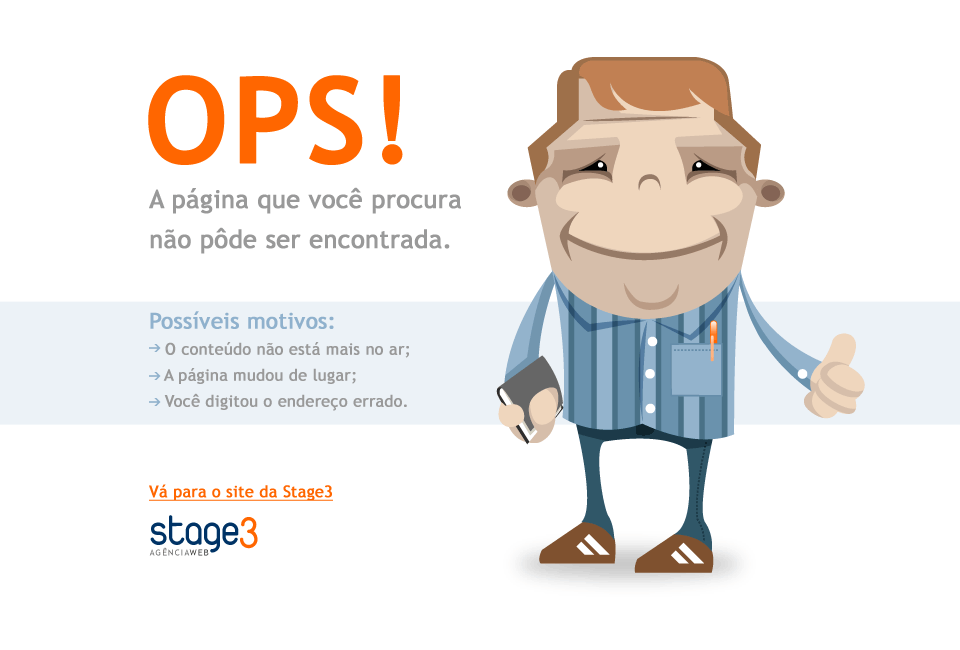 OPS!
A página que você procura
não pôde ser encontrada.
Possíveis motivos:
→ O conteúdo não está mais no ar;
→ A página mudou de lugar;
→ Você digitou o endereço errado.
Vá para o site da Stage3
stage3
AGÊNCIAWEB